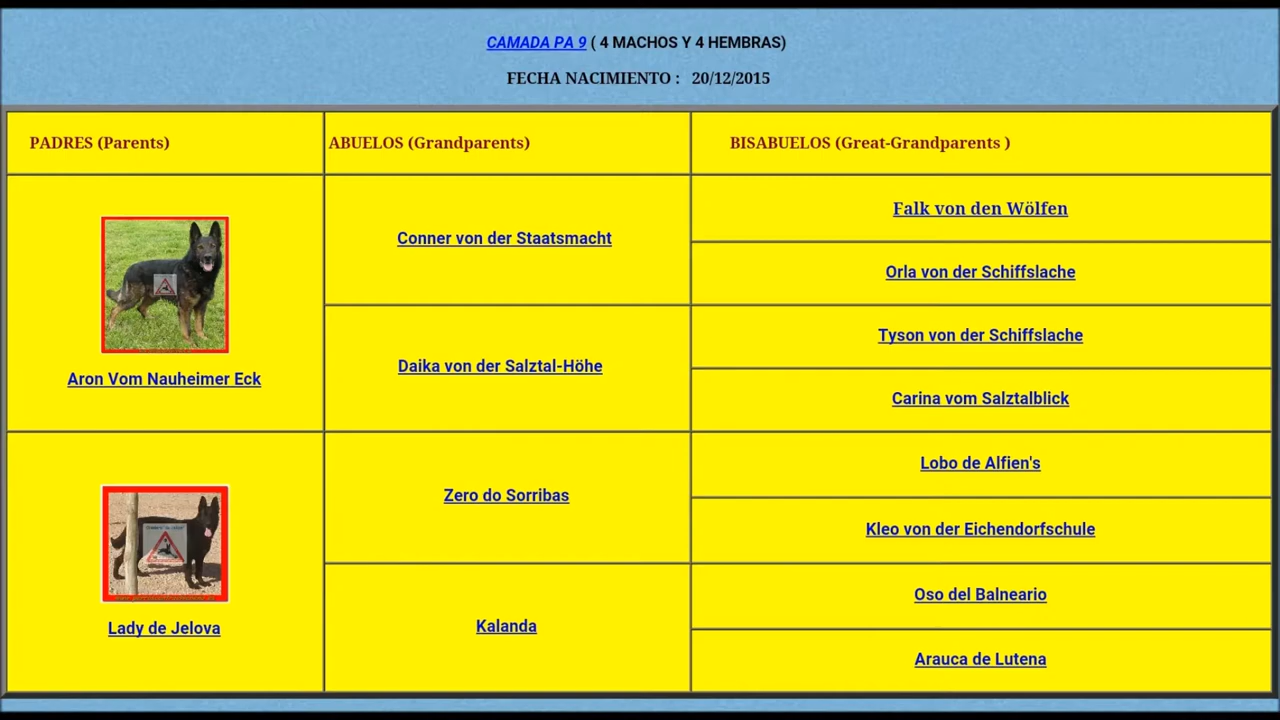 CAMADA PA 9 ( 4 MACHOS Y 4 HEMBRAS)
FECHA NACIMIENTO : 20/12/2015
PADRES (Parents)
ABUELOS (Grandparents)
BISABUELOS (Great-Grandparents )
Aron Vom Nauheimer Eck
Conner von der Staatsmacht
Falk von den Wölfen
Orla von der Schiffslache
Daika von der Salztal-Höhe
Tyson von der Schiffslache
Carina vom Salztalblick
Lady de Jelova
Zero do Sorribas
Lobo de Alfien's
Kleo von der Eichendorfschule
Kalanda
Oso del Balneario
Arauca de Lutena